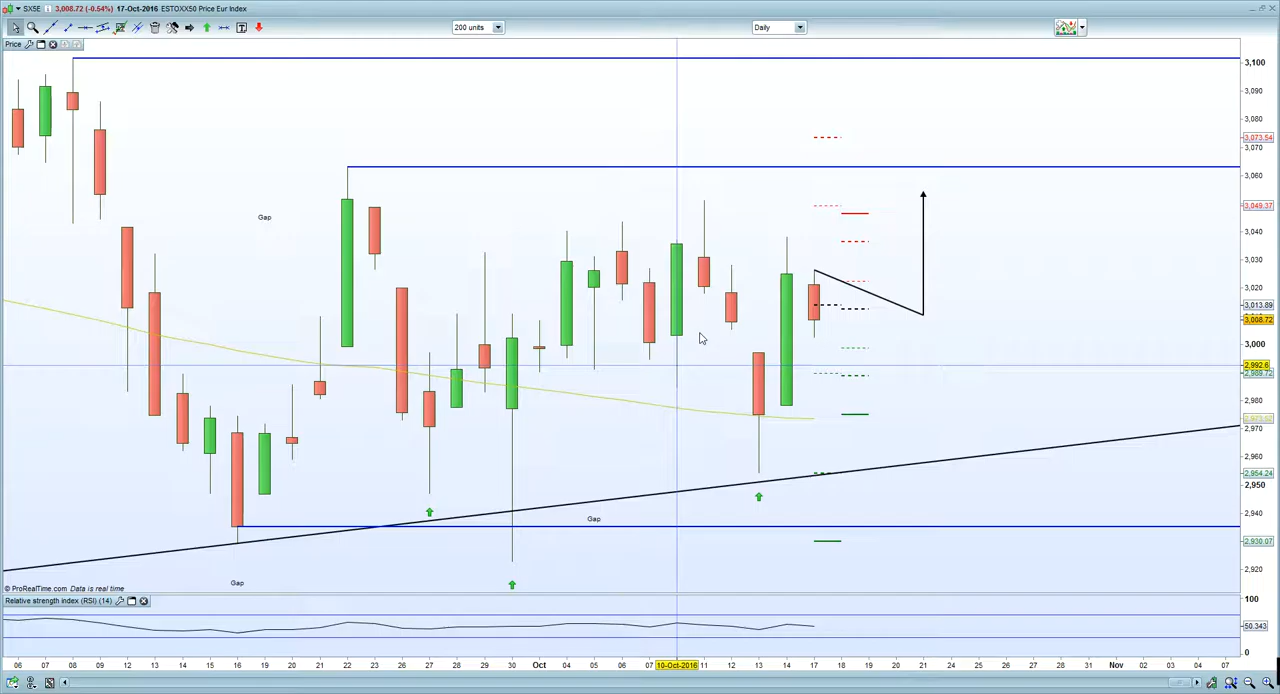 SX5E 3,008.72 (-0.54%) 17-Oct-2016 ESTOXX50 Price Eur Index
200 units
Daily
Price
3,100
3,090
3,080
3,073.54
3,070
3,060
3,049.37
3,040
3,030
3,020
3,013.89
3,008.72
3,000
2,992.6
2,989.72
2,980
2,970
2,960
2,954.24
2,950
2,940
2,930.07
2,920
Gap
Gap
Gap
© ProRealTime.com Data is real time
Relative strength index (RSI) (14)
100
50.343
0
06 07 08 09 12 13 14 15 16 19 20 21 22 23 26 27 28 29 30 Oct 04 05 06 07 10-Oct-2016 11 12 13 14 17 18 19 20 21 24 25 26 27 28 31 Nov 02 03 04 07